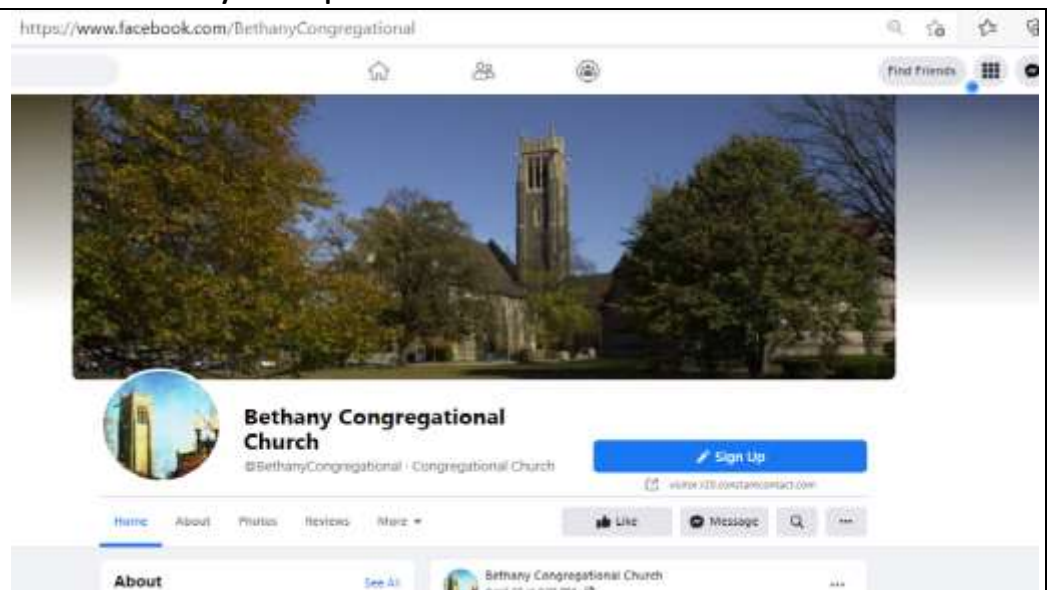 https://www.facebook.com/BethanyCongregational
Find Friends
Bethany Congregational
Church
@BethanyCongregational · Congregational Church
Sign Up
Home About Photos Reviews More
Like Message
About See All
Bethany Congregational Church